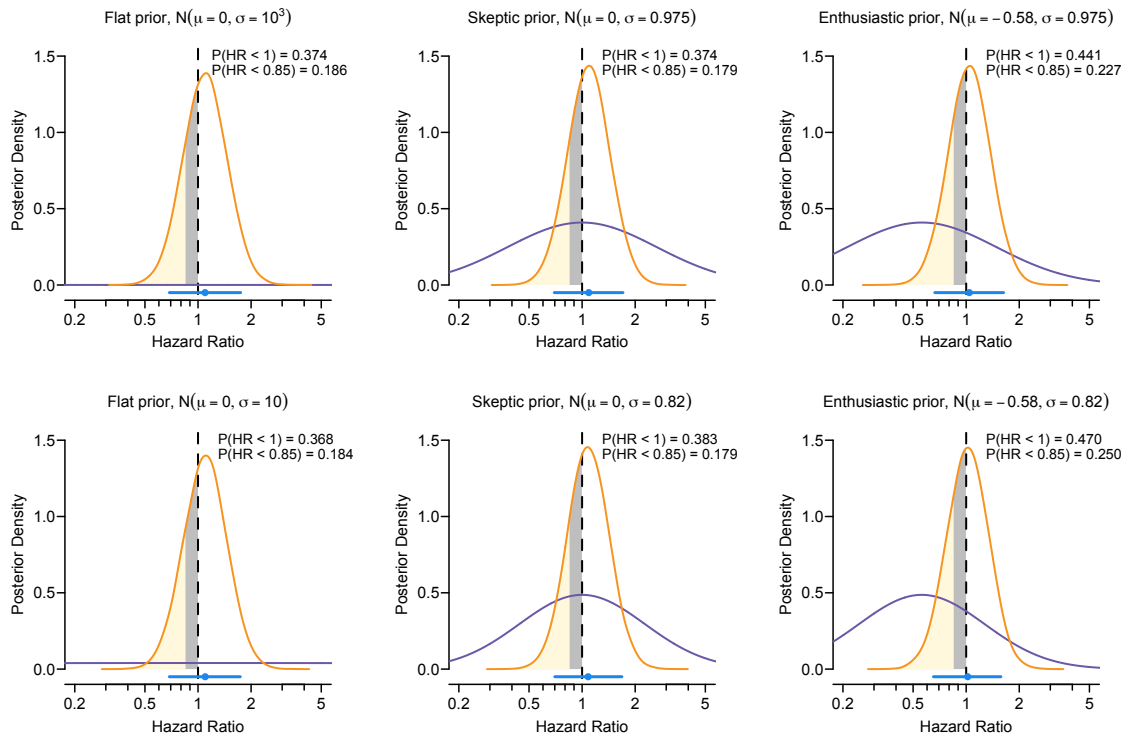 Flat prior, N(μ = 0, σ = 10³)
P(HR < 1) = 0.374
P(HR < 0.85) = 0.186
1.5
1.0
0.5
0.0
Posterior Density
0.2 0.5 1 2 5
Hazard Ratio
Skeptic prior, N(μ = 0, σ = 0.975)
P(HR < 1) = 0.374
P(HR < 0.85) = 0.179
1.5
1.0
0.5
0.0
Posterior Density
0.2 0.5 1 2 5
Hazard Ratio
Enthusiastic prior, N(μ = −0.58, σ = 0.975)
P(HR < 1) = 0.441
P(HR < 0.85) = 0.227
1.5
1.0
0.5
0.0
Posterior Density
0.2 0.5 1 2 5
Hazard Ratio
Flat prior, N(μ = 0, σ = 10)
P(HR < 1) = 0.368
P(HR < 0.85) = 0.184
1.5
1.0
0.5
0.0
Posterior Density
0.2 0.5 1 2 5
Hazard Ratio
Skeptic prior, N(μ = 0, σ = 0.82)
P(HR < 1) = 0.383
P(HR < 0.85) = 0.179
1.5
1.0
0.5
0.0
Posterior Density
0.2 0.5 1 2 5
Hazard Ratio
Enthusiastic prior, N(μ = −0.58, σ = 0.82)
P(HR < 1) = 0.470
P(HR < 0.85) = 0.250
1.5
1.0
0.5
0.0
Posterior Density
0.2 0.5 1 2 5
Hazard Ratio